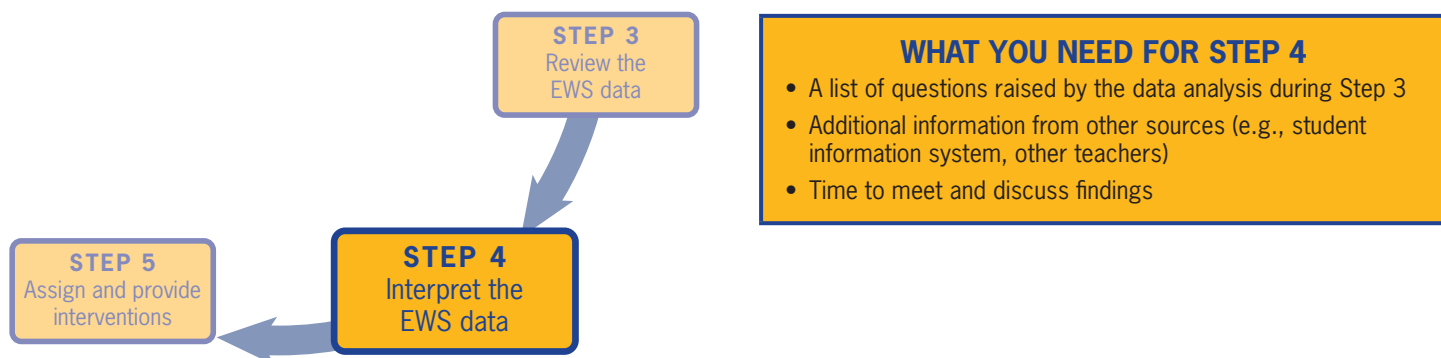 STEP 3
Review the
EWS data
WHAT YOU NEED FOR STEP 4
• A list of questions raised by the data analysis during Step 3
• Additional information from other sources (e.g., student
information system, other teachers)
• Time to meet and discuss findings
STEP 4
Interpret the
EWS data
STEP 5
Assign and provide
interventions